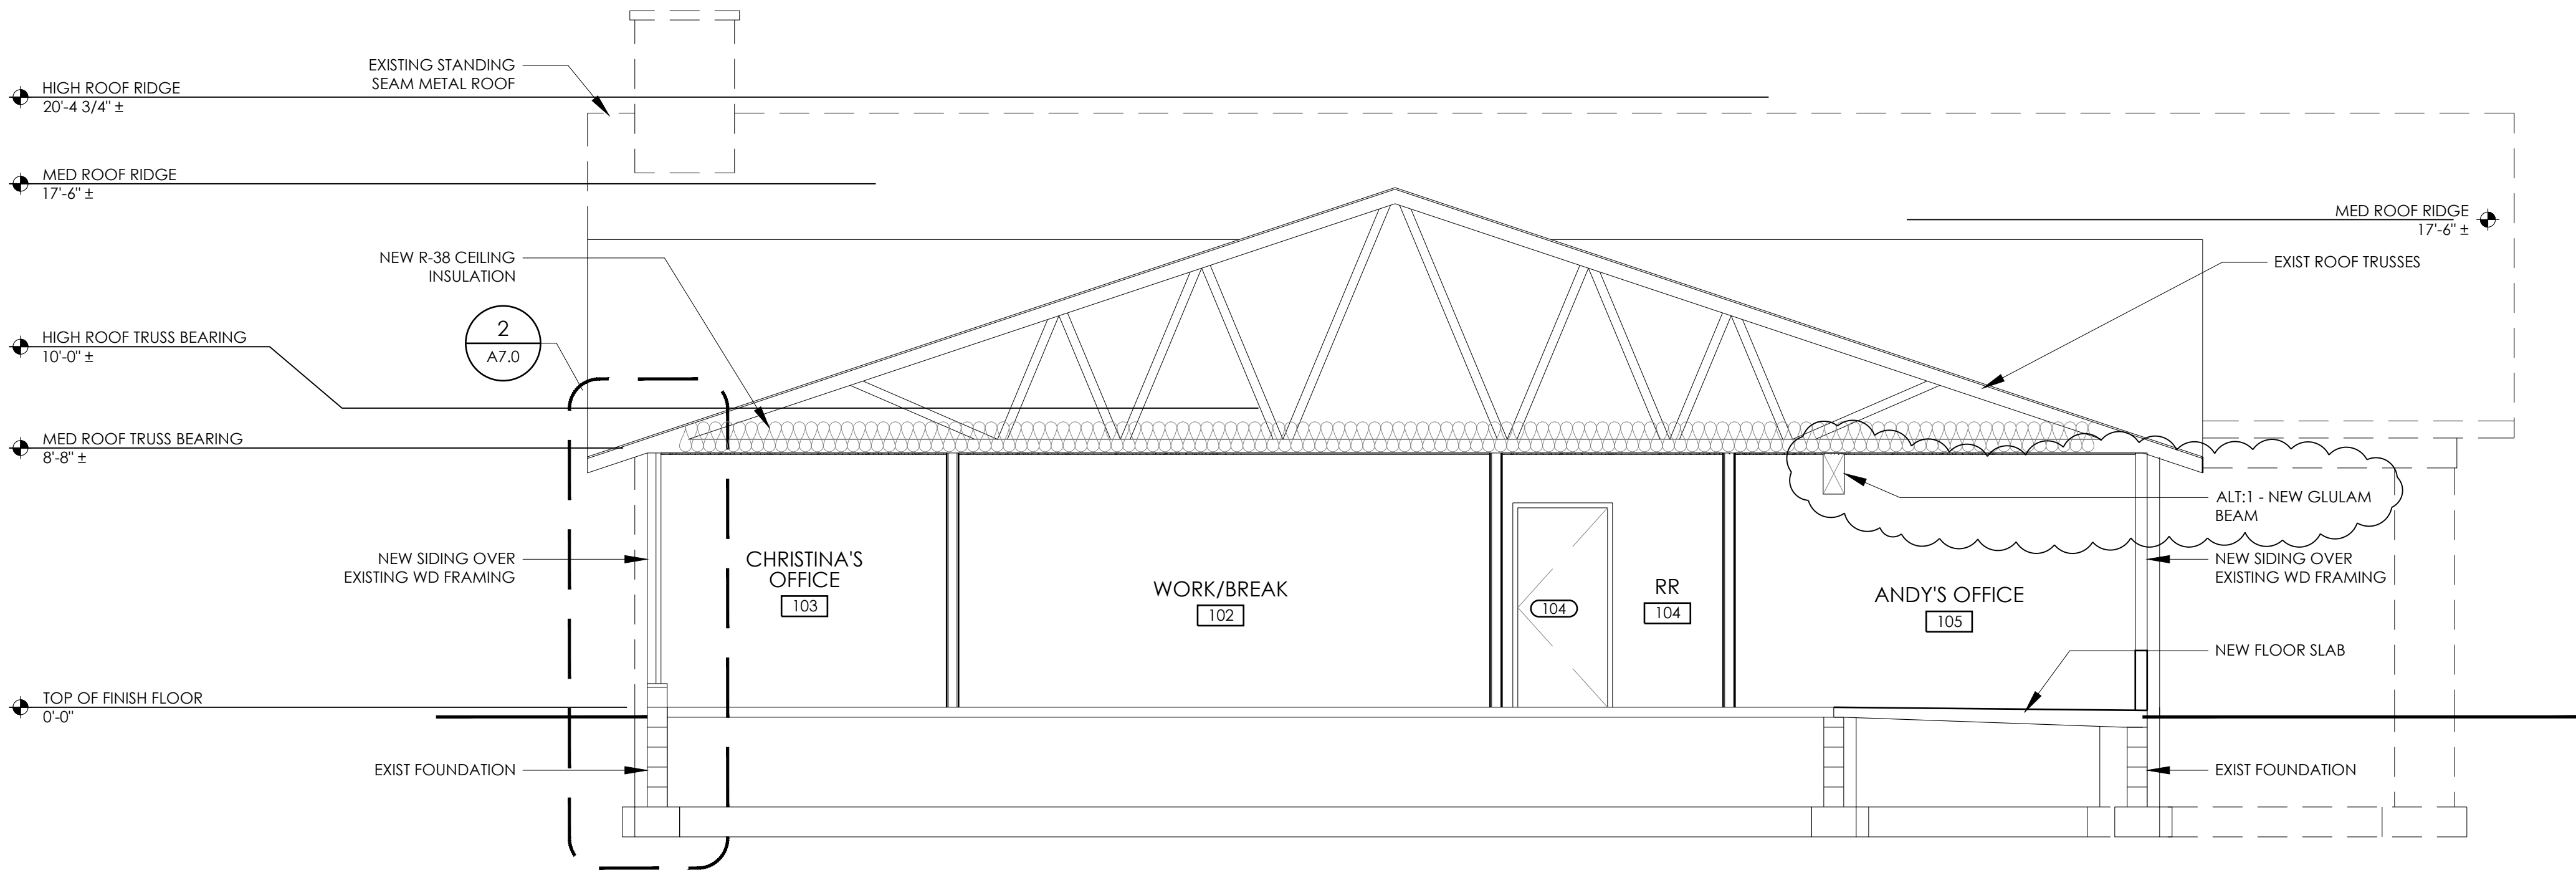 EXISTING STANDING
SEAM METAL ROOF
HIGH ROOF RIDGE
20'-4 3/4" ±
MED ROOF RIDGE
17'-6" ±
MED ROOF RIDGE
17'-6" ±
NEW R-38 CEILING
INSULATION
EXIST ROOF TRUSSES
2
A7.0
HIGH ROOF TRUSS BEARING
10'-0" ±
MED ROOF TRUSS BEARING
8'-8" ±
ALT:1 - NEW GLULAM
BEAM
NEW SIDING OVER
EXISTING WD FRAMING
CHRISTINA'S
OFFICE
103
WORK/BREAK
102
104
RR
104
ANDY'S OFFICE
105
NEW SIDING OVER
EXISTING WD FRAMING
NEW FLOOR SLAB
TOP OF FINISH FLOOR
0'-0"
EXIST FOUNDATION
EXIST FOUNDATION